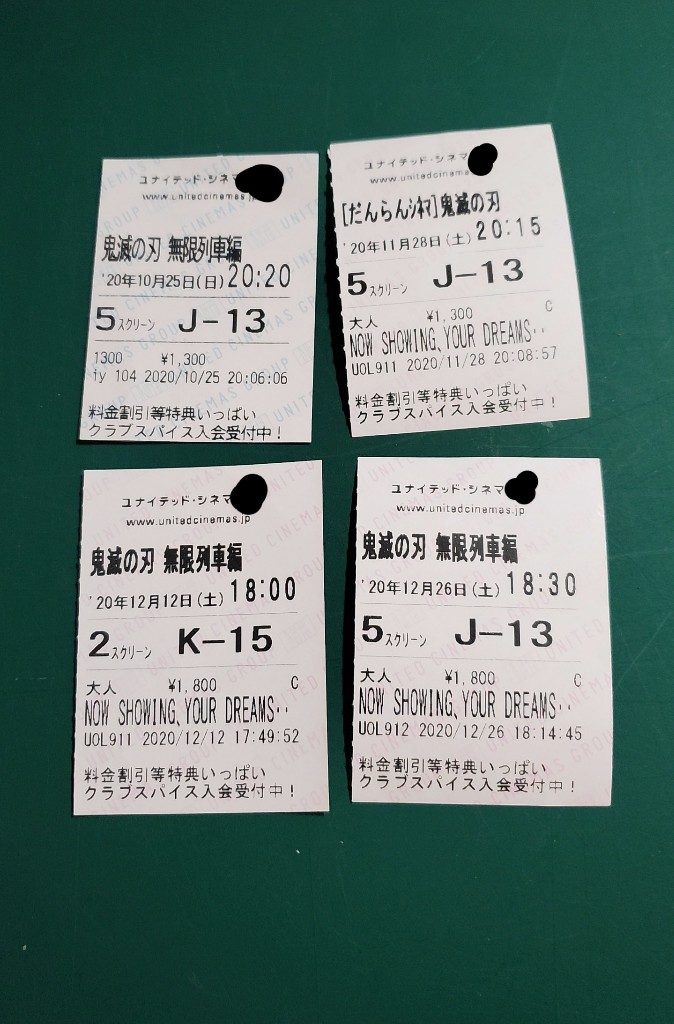 ユナイテッド・シネマ
www.unitedcinemas.jp
鬼滅の刃 無限列車編
'20年10月25日(日) 20:20
5スクリーン J-13
1300 ¥1,300
iy 104 2020/10/25 20:06:06
料金割引等特典いっぱい
クラブスパイス入会受付中!
ユナイテッド・シネマ
www.unitedcinemas
[だんらんシネマ]鬼滅の刃
'20年11月28日(土) 20:15
5スクリーン J-13
大人 ¥1,300 C
NOW SHOWING、YOUR DREAMS・・
UOL911 2020/11/28 20:08:57
料金割引等特典いっぱい
クラブスパイス入会受付中!
ユナイテッド・シネマ
www.unitedcinemas.jp
鬼滅の刃 無限列車編
'20年12月12日(土) 18:00
2スクリーン K-15
大人 ¥1,800 C
NOW SHOWING、YOUR DREAMS・・
UOL911 2020/12/12 17:49:52
料金割引等特典いっぱい
クラブスパイス入会受付中!
ユナイテッド・シネマ
www.unitedcinemas.jp
鬼滅の刃 無限列車編
'20年12月26日(土) 18:30
5スクリーン J-13
大人 ¥1,800 C
NOW SHOWING、YOUR DREAMS・・
UOL912 2020/12/26 18:14:45
料金割引等特典いっぱい
クラブスパイス入会受付中!